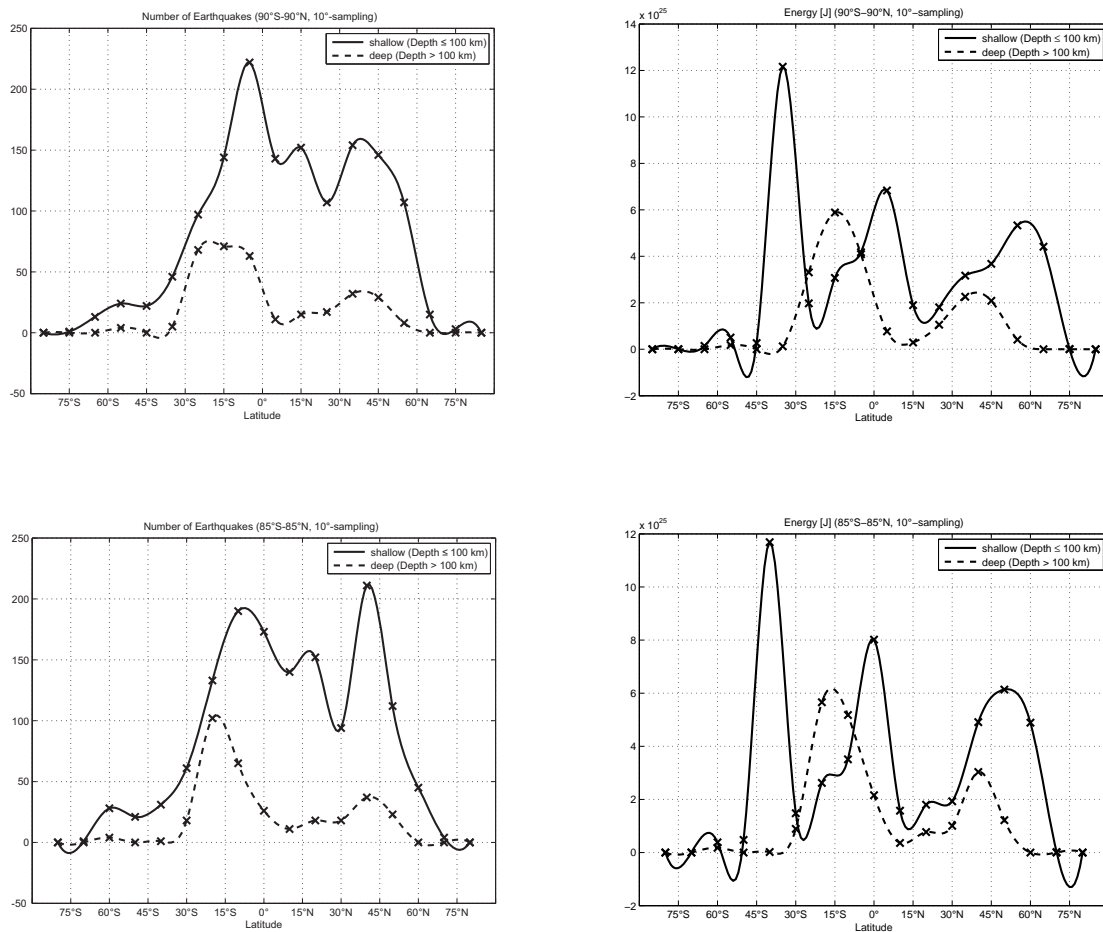 Number of Earthquakes (90°S-90°N, 10°-sampling)
250
200
150
100
50
0
-50
shallow (Depth ≤ 100 km)
deep (Depth > 100 km)
75°S 60°S 45°S 30°S 15°S 0° 15°N 30°N 45°N 60°N 75°N
Latitude
Energy [J] (90°S−90°N, 10°−sampling)
x 10^25
14
12
10
8
6
4
2
0
−2
shallow (Depth ≤ 100 km)
deep (Depth > 100 km)
75°S 60°S 45°S 30°S 15°S 0° 15°N 30°N 45°N 60°N 75°N
Latitude
Number of Earthquakes (85°S-85°N, 10°-sampling)
250
200
150
100
50
0
-50
shallow (Depth ≤ 100 km)
deep (Depth > 100 km)
75°S 60°S 45°S 30°S 15°S 0° 15°N 30°N 45°N 60°N 75°N
Latitude
Energy [J] (85°S−85°N, 10°−sampling)
x 10^25
12
10
8
6
4
2
0
−2
shallow (Depth ≤ 100 km)
deep (Depth > 100 km)
75°S 60°S 45°S 30°S 15°S 0° 15°N 30°N 45°N 60°N 75°N
Latitude